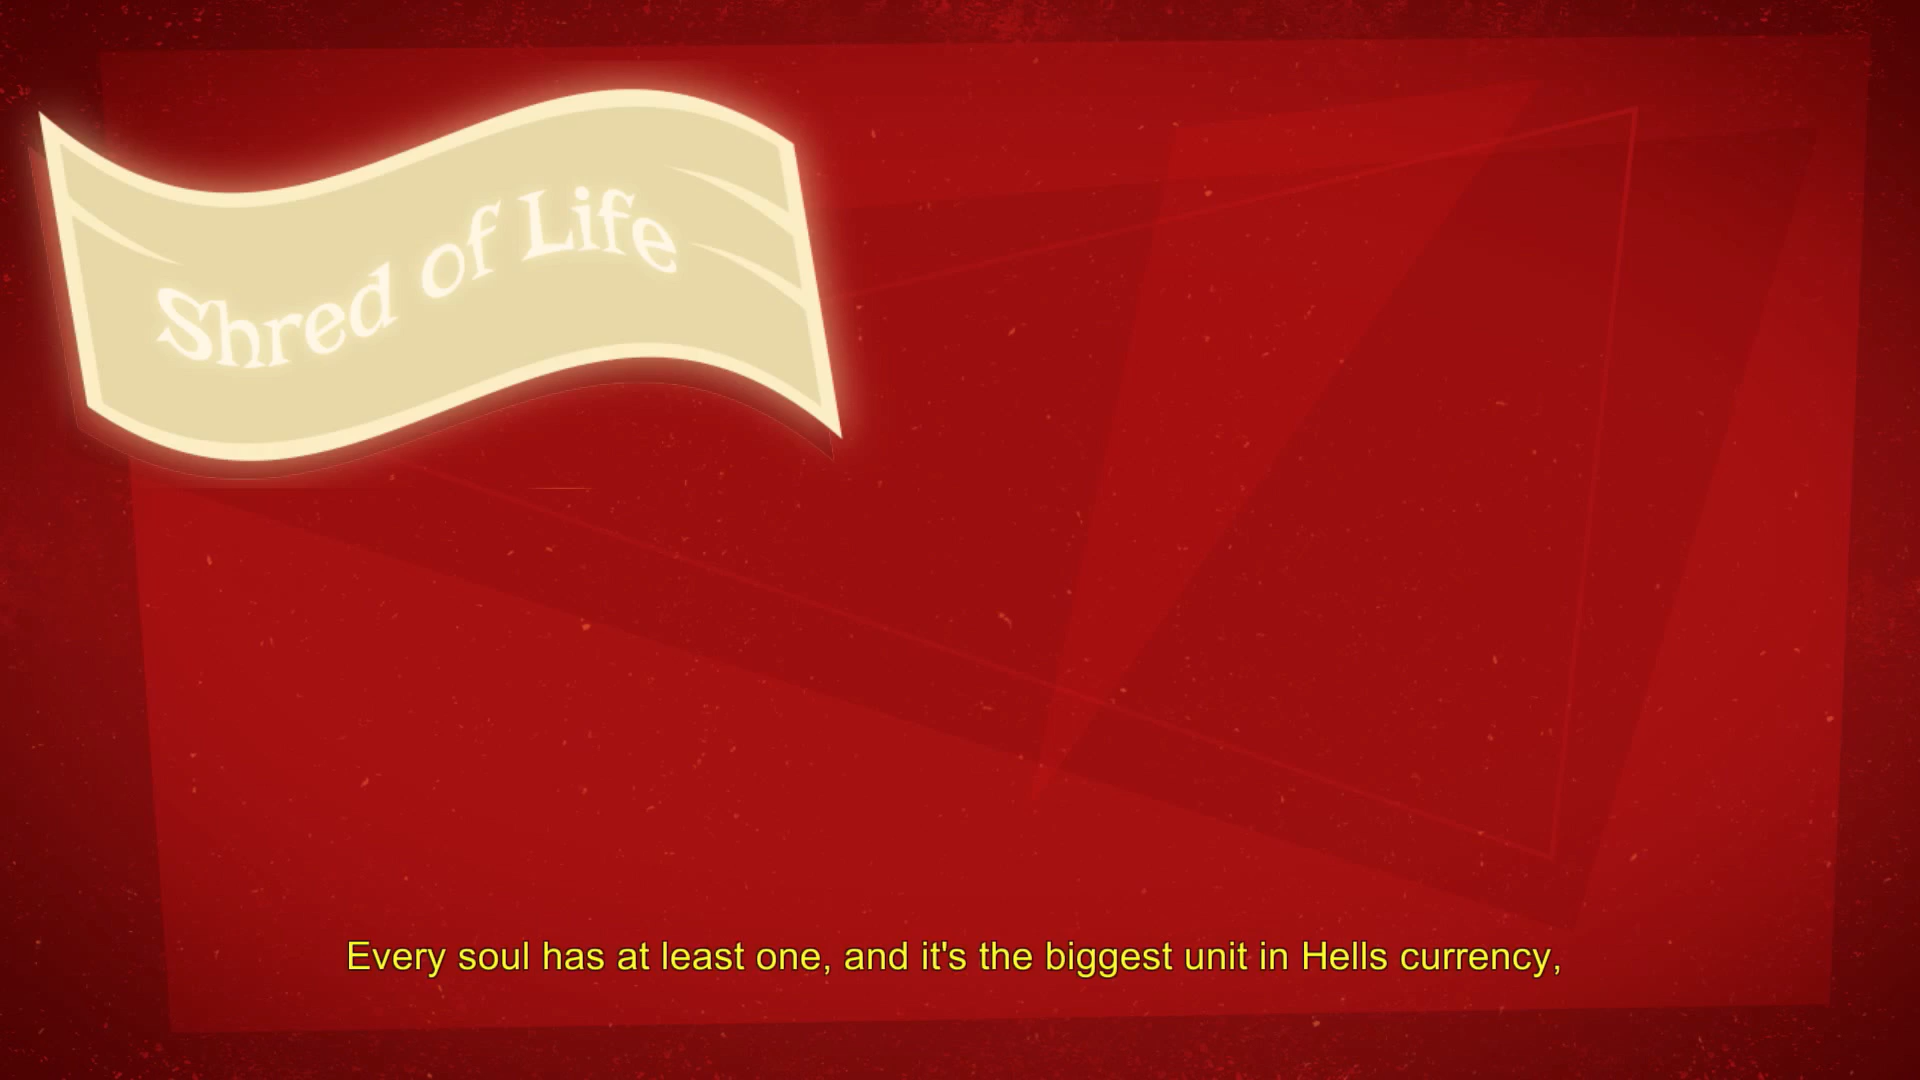 Shred of Life
Every soul has at least one, and it's the biggest unit in Hells currency,